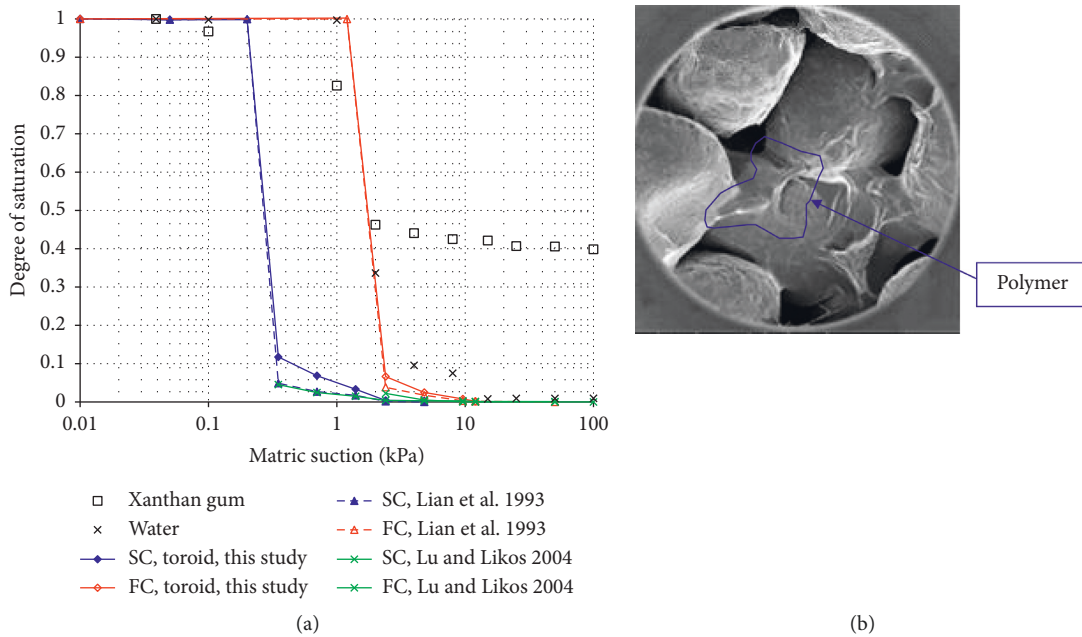 1
0.9
0.8
0.7
0.6
0.5
0.4
0.3
0.2
0.1
0
Degree of saturation
0.01 0.1 1 10 100
Matric suction (kPa)
Xanthan gum
Water
SC, toroid, this study
FC, toroid, this study
SC, Lian et al. 1993
FC, Lian et al. 1993
SC, Lu and Likos 2004
FC, Lu and Likos 2004
(a)
Polymer
(b)